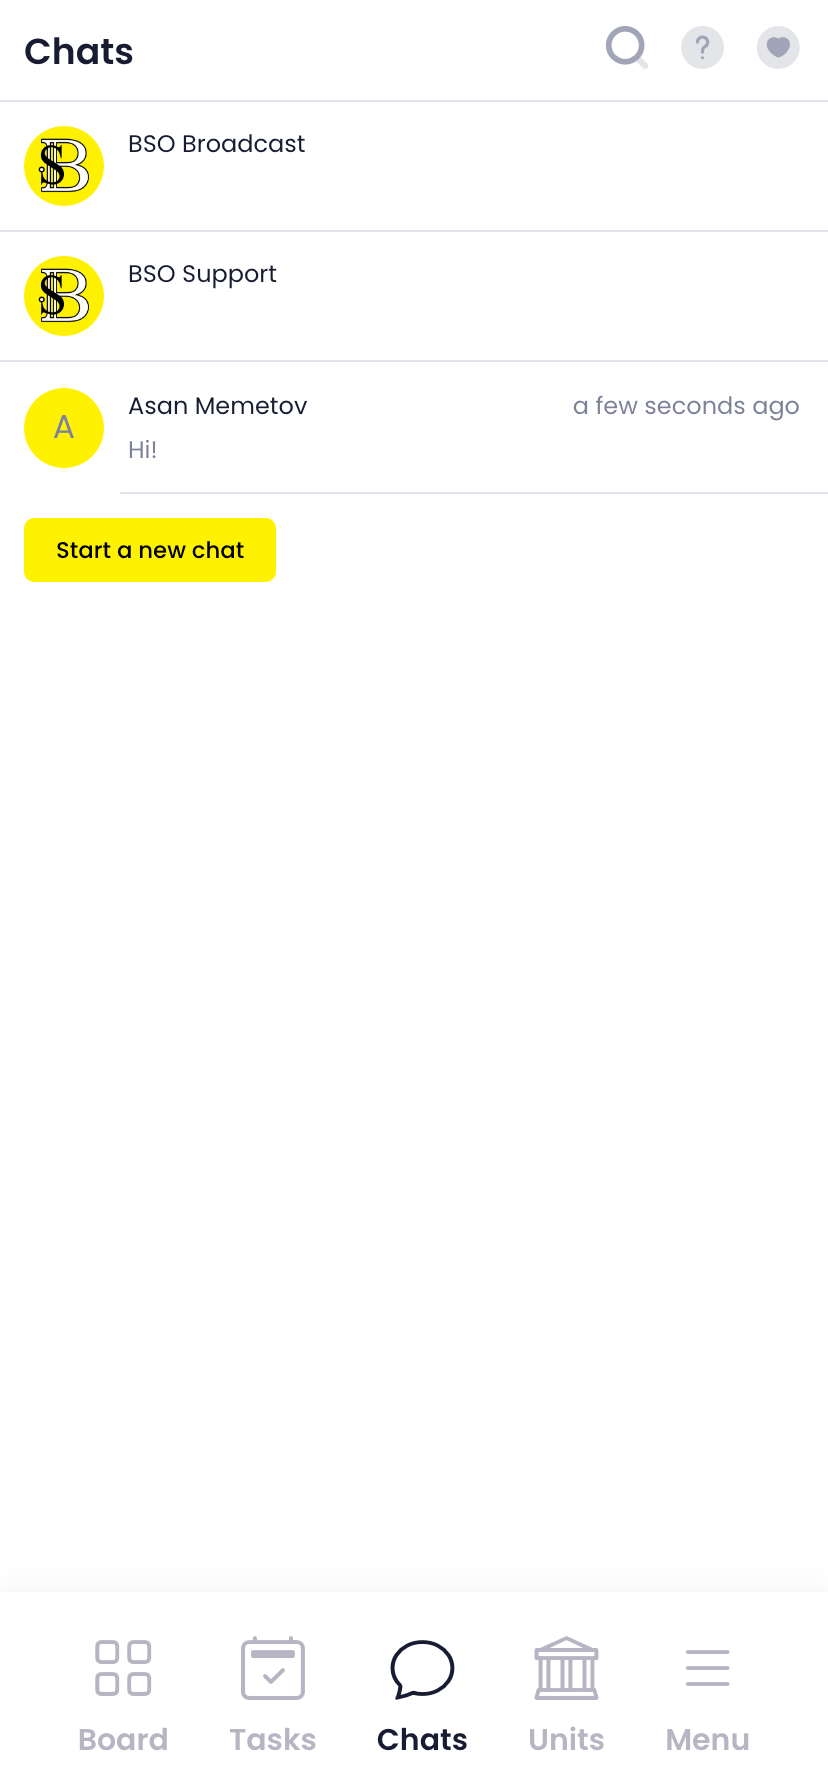 Chats
?
BSO Broadcast
BSO Support
A
Asan Memetov
a few seconds ago
Hi!
Start a new chat
Board
Tasks
Chats
Units
Menu